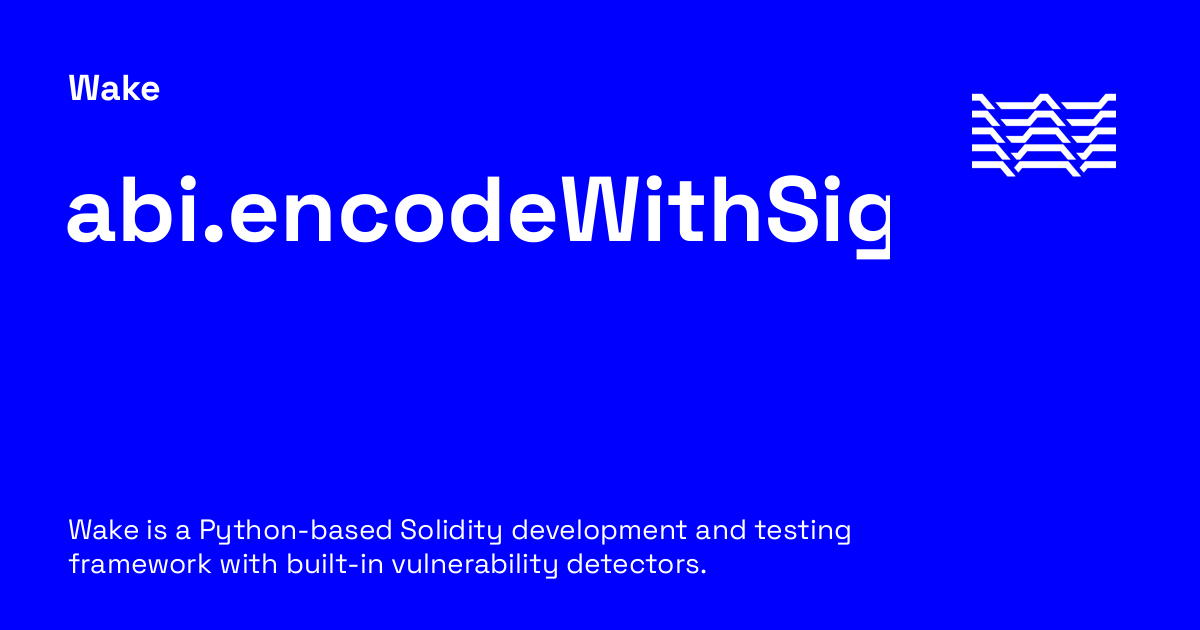 Wake
abi.encodeWithSig
Wake is a Python-based Solidity development and testing
framework with built-in vulnerability detectors.